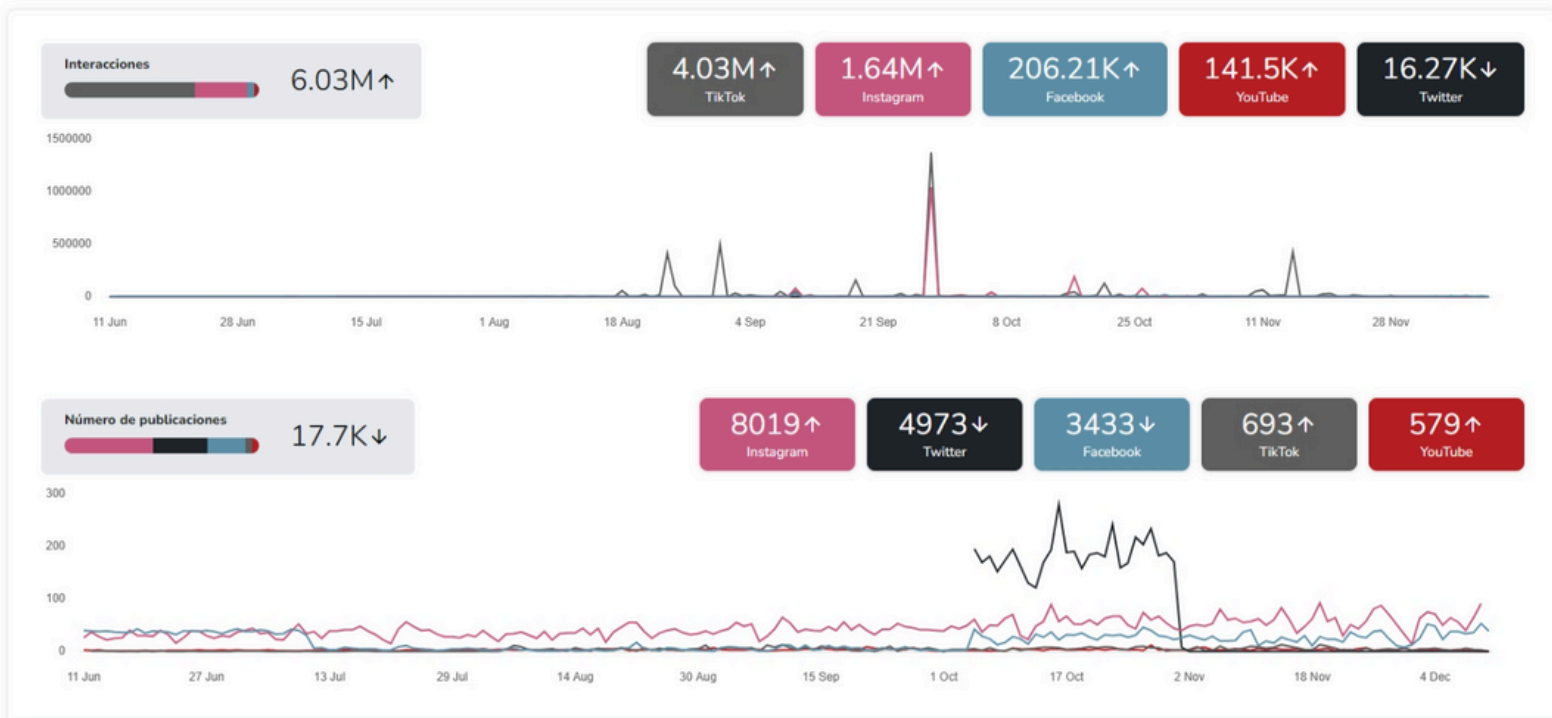 Interacciones
6.03M↑
4.03M↑
TikTok
1.64M↑
Instagram
206.21K↑
Facebook
141.5K↑
YouTube
16.27K↓
Twitter
1500000
1000000
500000
0
11 Jun 28 Jun 15 Jul 1 Aug 18 Aug 4 Sep 21 Sep 8 Oct 25 Oct 11 Nov 28 Nov
Número de publicaciones
17.7K↓
8019↑
Instagram
4973↓
Twitter
3433↓
Facebook
693↑
TikTok
579↑
YouTube
300
200
100
0
11 Jun 27 Jun 13 Jul 29 Jul 14 Aug 30 Aug 15 Sep 1 Oct 17 Oct 2 Nov 18 Nov 4 Dec